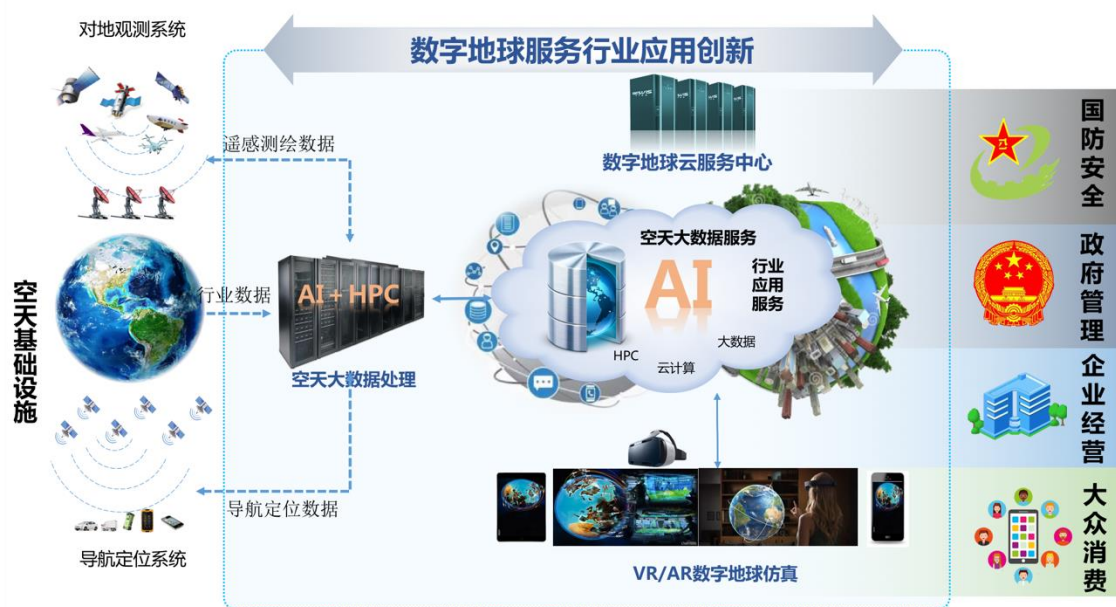 对地观测系统
数字地球服务行业应用创新
遥感测绘数据
数字地球云服务中心
国防安全
空天大数据服务
AI
行业
应用
服务
政府管理
空天基础设施
行业数据
AI+HPC
空天大数据处理
HPC
云计算
大数据
企业经营
导航定位数据
导航定位系统
VR/AR数字地球仿真
大众消费